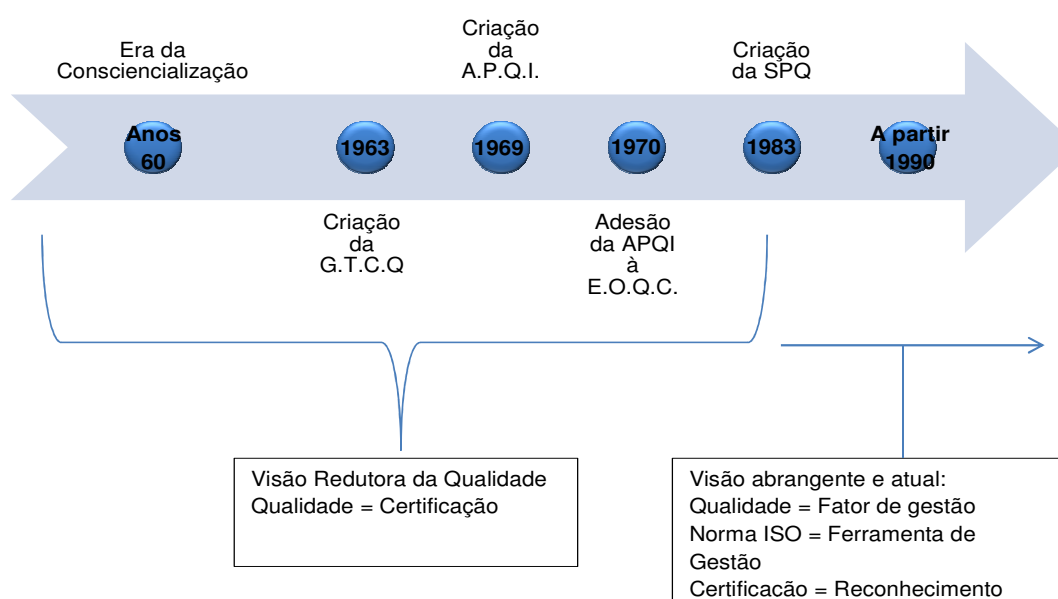 Era da
Consciencialização
Criação
da
A.P.Q.I.
Criação
da SPQ
Anos
60
1963
1969
1970
1983
A partir
1990
Criação
da
G.T.C.Q
Adesão
da APQI
à
E.O.Q.C.
Visão Redutora da Qualidade
Qualidade = Certificação
Visão abrangente e atual:
Qualidade = Fator de gestão
Norma ISO = Ferramenta de
Gestão
Certificação = Reconhecimento